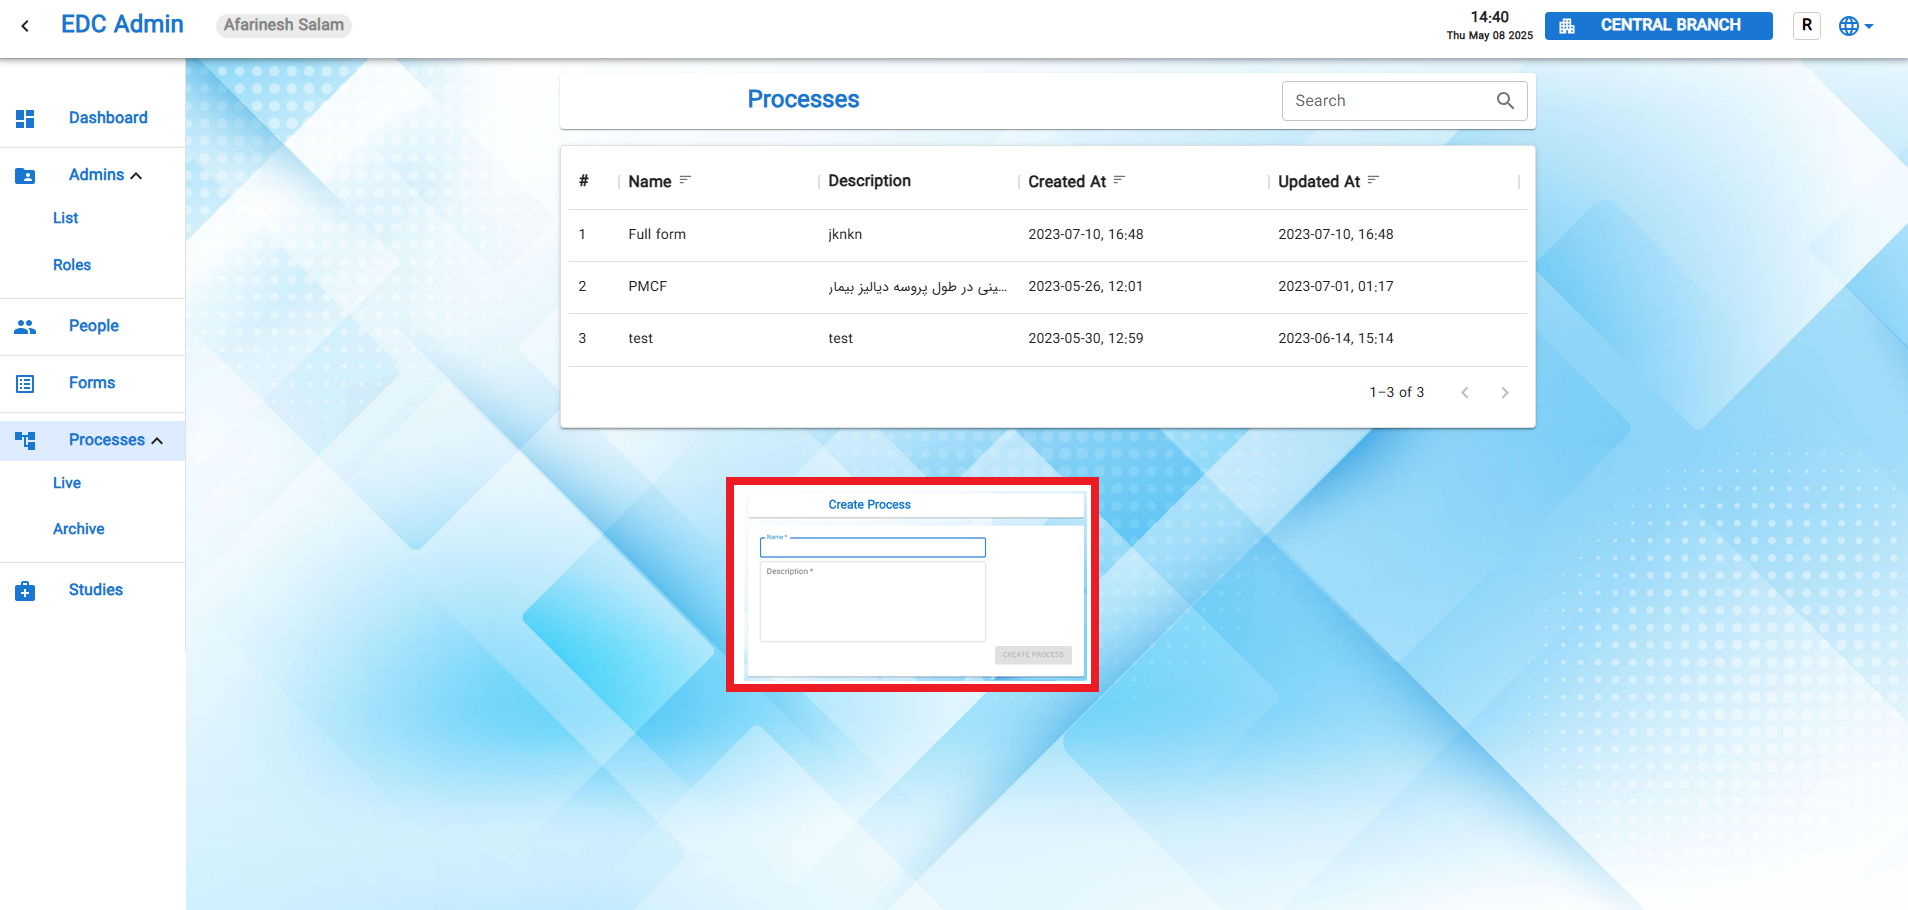 EDC Admin
Afarinesh Salam
14:40
Thu May 08 2025
CENTRAL BRANCH
R
Dashboard
Admins
List
Roles
People
Forms
Processes
Live
Archive
Studies
Processes
Search
# Name Description Created At Updated At
1 Full form jknkn 2023-07-10, 16:48 2023-07-10, 16:48
2 PMCF ...ینی در طول پروسه دیالیز بیمار 2023-05-26, 12:01 2023-07-01, 01:17
3 test test 2023-05-30, 12:59 2023-06-14, 15:14
1–3 of 3
Create Process
Name *
Description *
CREATE PROCESS